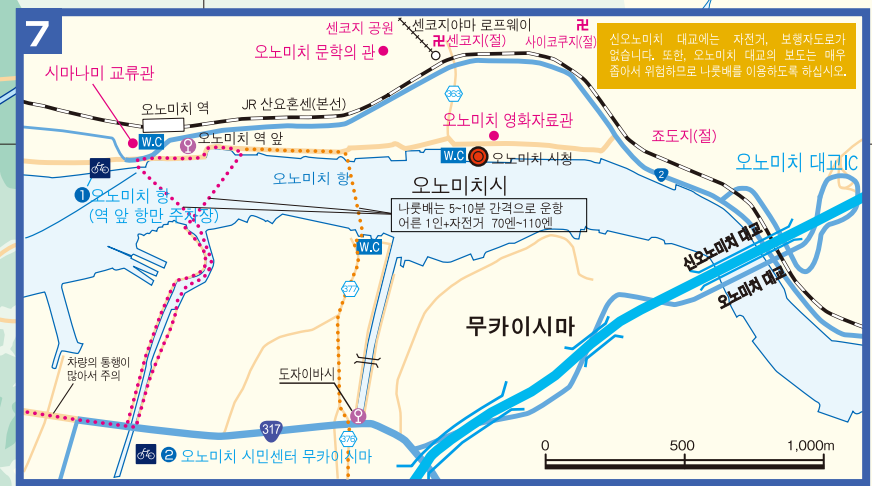 7
센코지 공원
센코지야마 로프웨이
卍센코지(절)
卍
사이코쿠지(절)
신오노미치 대교에는 자전거, 보행자도로가
없습니다. 또한, 오노미치 대교의 보도는 매우
좁아서 위험하므로 나룻배를 이용하도록 하십시오.
오노미치 문학의 관
시마나미 교류관
오노미치 역
JR 산요혼센(본선)
363
오노미치 영화자료관
죠도지(절)
W.C
오노미치 역 앞
W.C
오노미치 시청
오노미치 대교IC
2
오노미치 항
오노미치시
1 오노미치 항
(역 앞 항만 주차장)
나룻배는 5~10분 간격으로 운항
어른 1인+자전거 70엔~110엔
W.C
신오노미치 대교
오노미치 대교
377
무카이시마
차량의 통행이
많아서 주의
도자이바시
317
376
2 오노미치 시민센터 무카이시마
0 500 1,000m